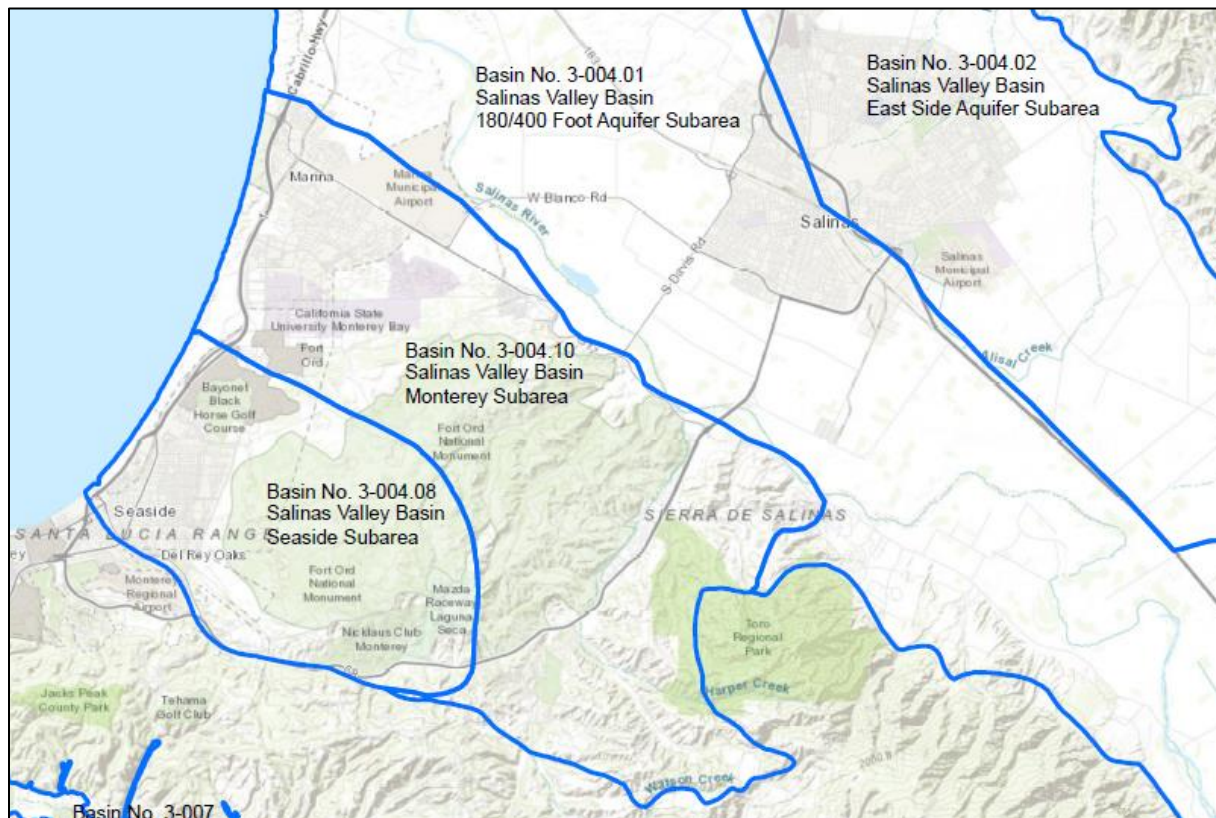 Cabrillo Hwy
183
Basin No. 3-004.01
Salinas Valley Basin
180/400 Foot Aquifer Subarea
Basin No. 3-004.02
Salinas Valley Basin
East Side Aquifer Subarea
Marina
Marina
Municipal
Airport
Salinas River
W Blanco Rd
Salinas
S Davis Rd
Salinas
Municipal
Airport
1
California State
University Monterey Bay
Fort
Ord
Basin No. 3-004.10
Salinas Valley Basin
Monterey Subarea
Alisal Creek
Bayonet
Black
Horse Golf
Course
Fort Ord
National
Monument
Basin No. 3-004.08
Salinas Valley Basin
Seaside Subarea
Seaside
SANTA LUCIA RANGE
SIERRA DE SALINAS
ey
Del Rey Oaks
Monterey
Regional
Airport
Fort Ord
National
Monument
Mazda
Raceway
Laguna
Seca
Nicklaus Club
Monterey
Toro
Regional
Park
Harper Creek
Jacks Peak
County Park
Tehama
Golf Club
Watson Creek
2000 ft
Basin No. 3-007